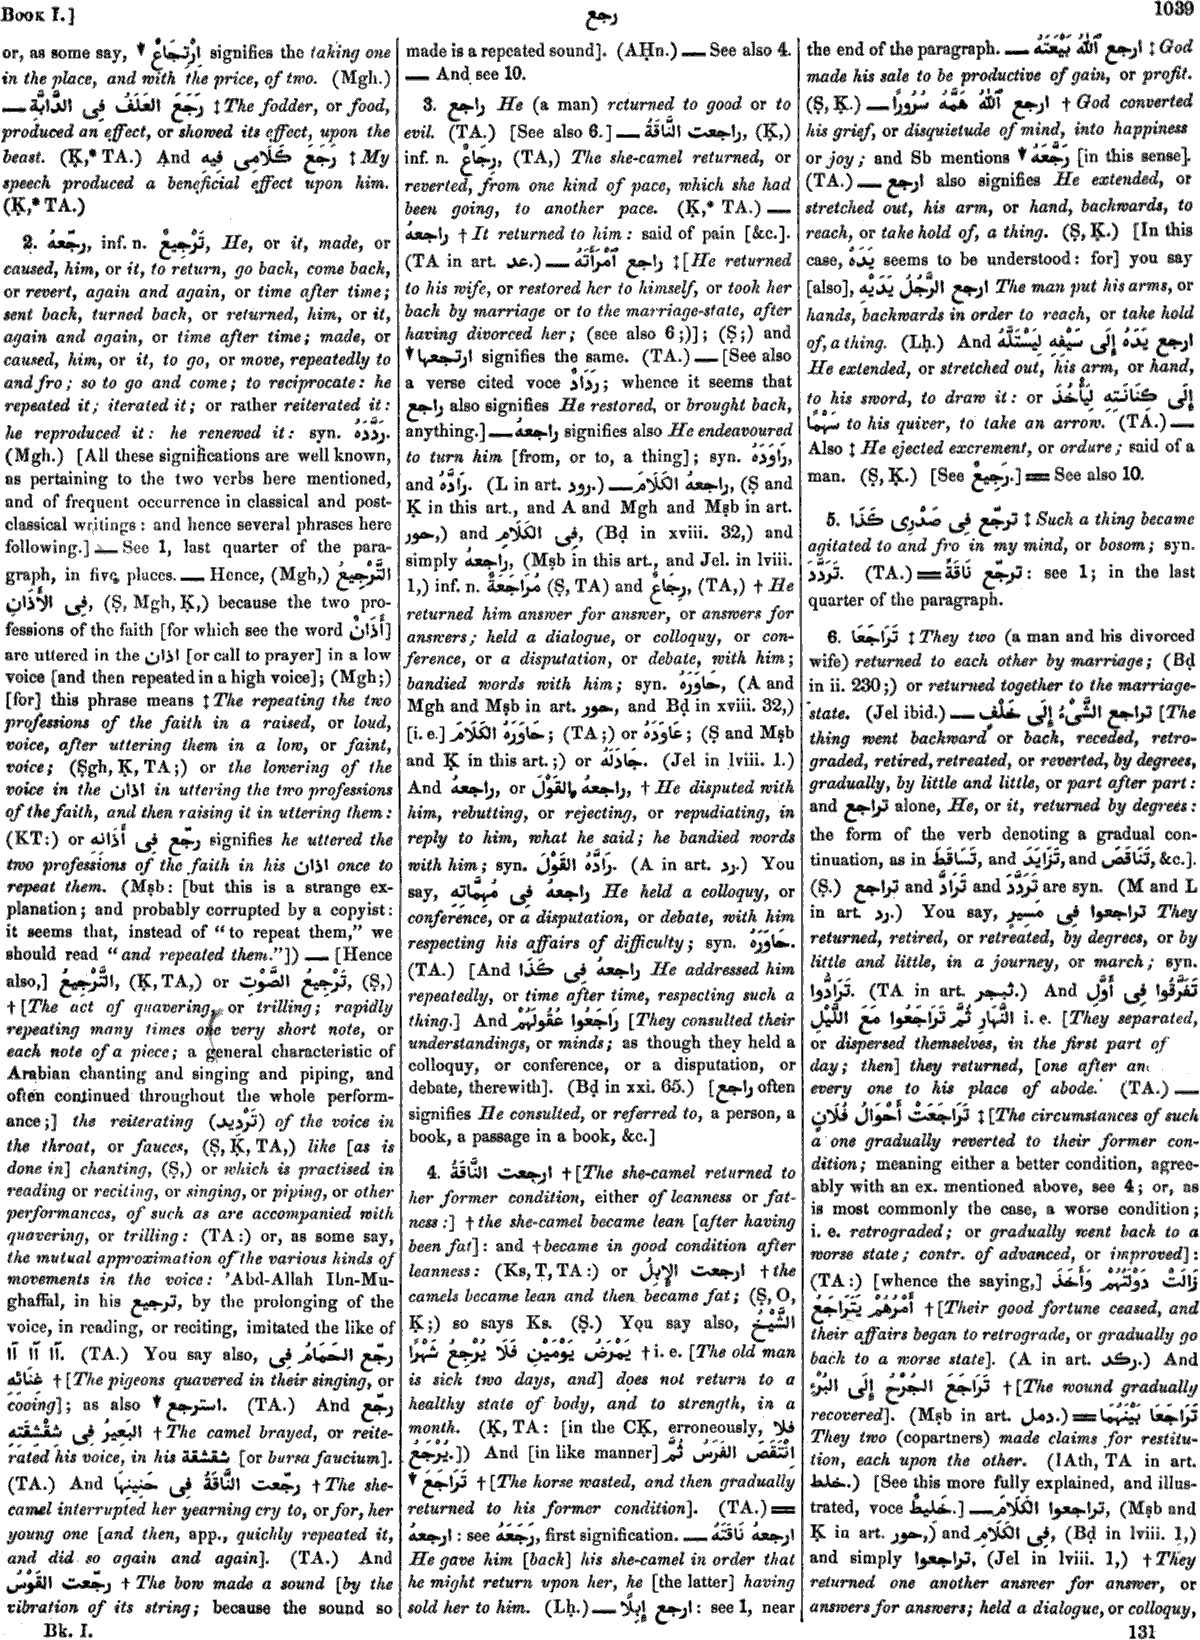 BOOK I.]
رجع
1039
or, as some say, ▼ اِرْتِجَاعٌ signifies the taking one
in the place, and with the price, of two. (Mgh.)
— رَجَعَ العَلَفُ فِى الدَّابَّةِ ‡ The fodder, or food,
produced an effect, or showed its effect, upon the
beast. (Ḳ,* TA.) And رَجَعَ كَلَامِى فِيهِ ‡ My
speech produced a beneficial effect upon him.
(Ḳ,* TA.)
2. رجّعهُ, inf. n. تَرْجِيعٌ, He, or it, made, or
caused, him, or it, to return, go back, come back,
or revert, again and again, or time after time;
sent back, turned back, or returned, him, or it,
again and again, or time after time; made, or
caused, him, or it, to go, or move, repeatedly to
and fro; so to go and come; to reciprocate: he
repeated it; iterated it; or rather reiterated it:
he reproduced it: he renewed it: syn. رَدَّدَهُ.
(Mgh.) [All these significations are well known,
as pertaining to the two verbs here mentioned,
and of frequent occurrence in classical and post-
classical writings: and hence several phrases here
following.] — See 1, last quarter of the para-
graph, in five places. — Hence, (Mgh,) التَّرْجِيعُ
فِى الأَذَانِ, (Ṣ, Mgh, Ḳ,) because the two pro-
fessions of the faith [for which see the word أَذَانٌ]
are uttered in the اذان [or call to prayer] in a low
voice [and then repeated in a high voice]; (Mgh;)
[for] this phrase means ‡ The repeating the two
professions of the faith in a raised, or loud,
voice, after uttering them in a low, or faint,
voice; (Ṣgh, Ḳ, TA;) or the lowering of the
voice in the اذان in uttering the two professions
of the faith, and then raising it in uttering them:
(KT:) or رجّع فِى أَذَانِهِ signifies he uttered the
two professions of the faith in his اذان once to
repeat them. (Mṣb: [but this is a strange ex-
planation; and probably corrupted by a copyist:
it seems that, instead of “to repeat them,” we
should read “and repeated them.”]) — [Hence
also,] التَّرْجِيعُ, (Ḳ, TA,) or تَرْجِيعُ الصَّوْتِ, (Ṣ,)
† [The act of quavering, or trilling; rapidly
repeating many times one very short note, or
each note of a piece; a general characteristic of
Arabian chanting and singing and piping, and
often continued throughout the whole perform-
ance;] the reiterating (تَرْدِيد) of the voice in
the throat, or fauces, (Ṣ, Ḳ, TA,) like [as is
done in] chanting, (Ṣ,) or which is practised in
reading or reciting, or singing, or piping, or other
performances, of such as are accompanied with
quavering, or trilling: (TA:) or, as some say,
the mutual approximation of the various kinds of
movements in the voice: ’Abd-Allah Ibn-Mu-
ghaffal, in his ترجيع, by the prolonging of the
voice, in reading, or reciting, imitated the like of
آا آا آا. (TA.) You say also, رجّع الحَمَامُ فِى
غِنَائِهِ † [The pigeons quavered in their singing, or
cooing]; as also ▼ استرجع. (TA.) And رجّع
البَعِيرُ فِى شِقْشِقَتِهِ † The camel brayed, or reite-
rated his voice, in his شقشقة [or bursa faucium].
(TA.) And رجّعت النَّاقَةُ فِى حَنِينِهَا † The she-
camel interrupted her yearning cry to, or for, her
young one [and then, app., quickly repeated it,
and did so again and again]. (TA.) And
رجّعت القَوْسُ † The bow made a sound [by the
vibration of its string; because the sound so
Bk. I.
made is a repeated sound]. (AḤn.) — See also 4.
— And see 10.
3. راجع He (a man) returned to good or to
evil. (TA.) [See also 6.] — راجعت النَّاقَةُ, (Ḳ,)
inf. n. رِجَاعٌ, (TA,) The she-camel returned, or
reverted, from one kind of pace, which she had
been going, to another pace. (Ḳ,* TA.) —
راجعهُ † It returned to him: said of pain [&c.].
(TA in art. عد.) — راجع ٱمْرَأَتَهُ ‡ [He returned
to his wife, or restored her to himself, or took her
back by marriage or to the marriage-state, after
having divorced her; (see also 6;)]; (Ṣ;) and
▼ ارتجعها signifies the same. (TA.) — [See also
a verse cited voce رَدَادٌ; whence it seems that
راجع also signifies He restored, or brought back,
anything.] — راجعهُ signifies also He endeavoured
to turn him [from, or to, a thing]; syn. رَاوَدَهُ,
and رَادَّهُ. (L in art. رود.) — راجعهُ الكَلَامَ, (Ṣ and
Ḳ in this art., and A and Mgh and Mṣb in art.
حور,) and فِى الكَلَامِ, (Bḍ in xviii. 32,) and
simply راجعهُ, (Mṣb in this art., and Jel. in lviii.
1,) inf. n. مُرَاجَعَةٌ (Ṣ, TA) and رِجَاعٌ, (TA,) † He
returned him answer for answer, or answers for
answers; held a dialogue, or colloquy, or con-
ference, or a disputation, or debate, with him;
bandied words with him; syn. حَاوَرَهُ, (A and
Mgh and Mṣb in art. حور, and Bḍ in xviii. 32,)
[i. e.] حَاوَرَهُ الكَلَامَ; (TA;) or عَاوَدَهُ; (Ṣ and Mṣb
and Ḳ in this art.;) or جَادَلَهُ. (Jel in lviii. 1.)
And راجعهُ, or راجعهُ بِالقَوْلِ, † He disputed with
him, rebutting, or rejecting, or repudiating, in
reply to him, what he said; he bandied words
with him; syn. رَادَّهُ القَوْلَ. (A in art. رد.) You
say, راجعهُ فِى مُهِمَّاتِهِ He held a colloquy, or
conference, or a disputation, or debate, with him
respecting his affairs of difficulty; syn. حَاوَرَهُ.
(TA.) [And راجعهُ فِى كَذَا He addressed him
repeatedly, or time after time, respecting such a
thing.] And رَاجَعُوا عُقُولَهُمْ [They consulted their
understandings, or minds; as though they held a
colloquy, or conference, or a disputation, or
debate, therewith]. (Bḍ in xxi. 65.) [راجع often
signifies He consulted, or referred to, a person, a
book, a passage in a book, &c.]
4. ارجعت النَّاقَةُ † [The she-camel returned to
her former condition, either of leanness or fat-
ness:] † the she-camel became lean [after having
been fat]: and † became in good condition after
leanness: (Ks, T, TA:) or ارجعت الإِبِلُ † the
camels became lean and then became fat; (Ṣ, O,
Ḳ;) so says Ks. (Ṣ.) You say also, الشَّيْخُ
يَمْرَضُ يَوْمَيْنِ فَلَا يُرْجِعُ شَهْرًا † i. e. [The old man
is sick two days, and] does not return to a
healthy state of body, and to strength, in a
month. (Ḳ, TA: [in the CḲ, erroneously, فلا
يُرْجَعُ.]) And [in like manner] اِنْتَقَصَ الفَرَسُ ثُمَّ
▼ تَرَاجَعَ † [The horse wasted, and then gradually
returned to his former condition]. (TA.) ==
ارجعهُ: see رَجَعَهُ, first signification. — ارجعهُ نَاقَتَهُ
He gave him [back] his she-camel in order that
he might return upon her, he [the latter] having
sold her to him. (Lḥ.) — ارجع إِبِلًا: see 1, near
the end of the paragraph. — ارجع ٱللّٰهُ بَيْعَتَهُ ‡ God
made his sale to be productive of gain, or profit.
(Ṣ, Ḳ.) — ارجع ٱللّٰهُ هَمَّهُ سُرُورًا † God converted
his grief, or disquietude of mind, into happiness
or joy; and Sb mentions ▼ رَجَّعَهُ [in this sense].
(TA.) — ارجع also signifies He extended, or
stretched out, his arm, or hand, backwards, to
reach, or take hold of, a thing. (Ṣ, Ḳ.) [In this
case, يَدَهُ seems to be understood: for] you say
[also], ارجع الرَّجُلُ يَدَيْهِ The man put his arms, or
hands, backwards in order to reach, or take hold
of, a thing. (Lḥ.) And ارجع يَدَهُ إِلَى سَيْفِهِ لِيَسْتَلَّهُ
He extended, or stretched out, his arm, or hand,
to his sword, to draw it: or إِلَى كِنَانَتِهِ لِيَأْخُذَ
سَهْمًا to his quiver, to take an arrow. (TA.) —
Also ‡ He ejected excrement, or ordure; said of a
man. (Ṣ, Ḳ.) [See رَجِيعٌ.] == See also 10.
5. ترجّع فِى صَدْرِى كَذَا ‡ Such a thing became
agitated to and fro in my mind, or bosom; syn.
تَرَدَّدَ. (TA.) == ترجّع نَاقَةً: see 1; in the last
quarter of the paragraph.
6. تَرَاجَعَا ‡ They two (a man and his divorced
wife) returned to each other by marriage; (Bḍ
in ii. 230;) or returned together to the marriage-
state. (Jel ibid.) — تراجع الشَّىْءُ إِلَى خَلْفٍ [The
thing went backward or back, receded, retro-
graded, retired, retreated, or reverted, by degrees,
gradually, by little and little, or part after part:
and تراجع alone, He, or it, returned by degrees:
the form of the verb denoting a gradual con-
tinuation, as in تَسَاقَطَ, and تَزَايَدَ, and تَنَاقَصَ, &c.].
(Ṣ.) تراجع and تَرَادَّ and تَرَدَّدَ are syn. (M and L
in art. رد.) You say, تراجعوا فِى مَسِيرٍ They
returned, retired, or retreated, by degrees, or by
little and little, in a journey, or march; syn.
تَرَادُّوا. (TA in art. ثبجر.) And تَفَرَّقُوا فِى أَوَّلِ
النَّهَارِ ثُمَّ تَرَاجَعُوا مَعَ اللَّيْلِ i. e. [They separated,
or dispersed themselves, in the first part of
day; then] they returned, [one after an
every one to his place of abode. (TA.) —
تَرَاجَعَتْ أَحْوَالُ فُلَانٍ ‡ [The circumstances of such
a one gradually reverted to their former con-
dition; meaning either a better condition, agree-
ably with an ex. mentioned above, see 4; or, as
is most commonly the case, a worse condition;
i. e. retrograded; or gradually went back to a
worse state; contr. of advanced, or improved]:
(TA:) [whence the saying,] زَالَتْ دَوْلَتُهُمْ وَأَخَذَ
أَمْرُهُمْ يَتَرَاجَعُ † [Their good fortune ceased, and
their affairs began to retrograde, or gradually go
back to a worse state]. (A in art. ركد.) And
تَرَاجَعَ الجُرْحُ إِلَى البُرْءِ † [The wound gradually
recovered]. (Mṣb in art. دمل.) == تَرَاجَعَا بَيْنَهُمَا
They two (copartners) made claims for restitu-
tion, each upon the other. (IAth, TA in art.
خلط.) [See this more fully explained, and illus-
trated, voce خَلِيطٌ.] — تراجعوا الكَلَامَ, (Mṣb and
Ḳ in art. حور,) and فِى الكَلَامِ, (Bḍ in lviii. 1,)
and simply تراجعوا, (Jel in lviii. 1,) † They
returned one another answer for answer, or
answers for answers; held a dialogue, or colloquy,
131